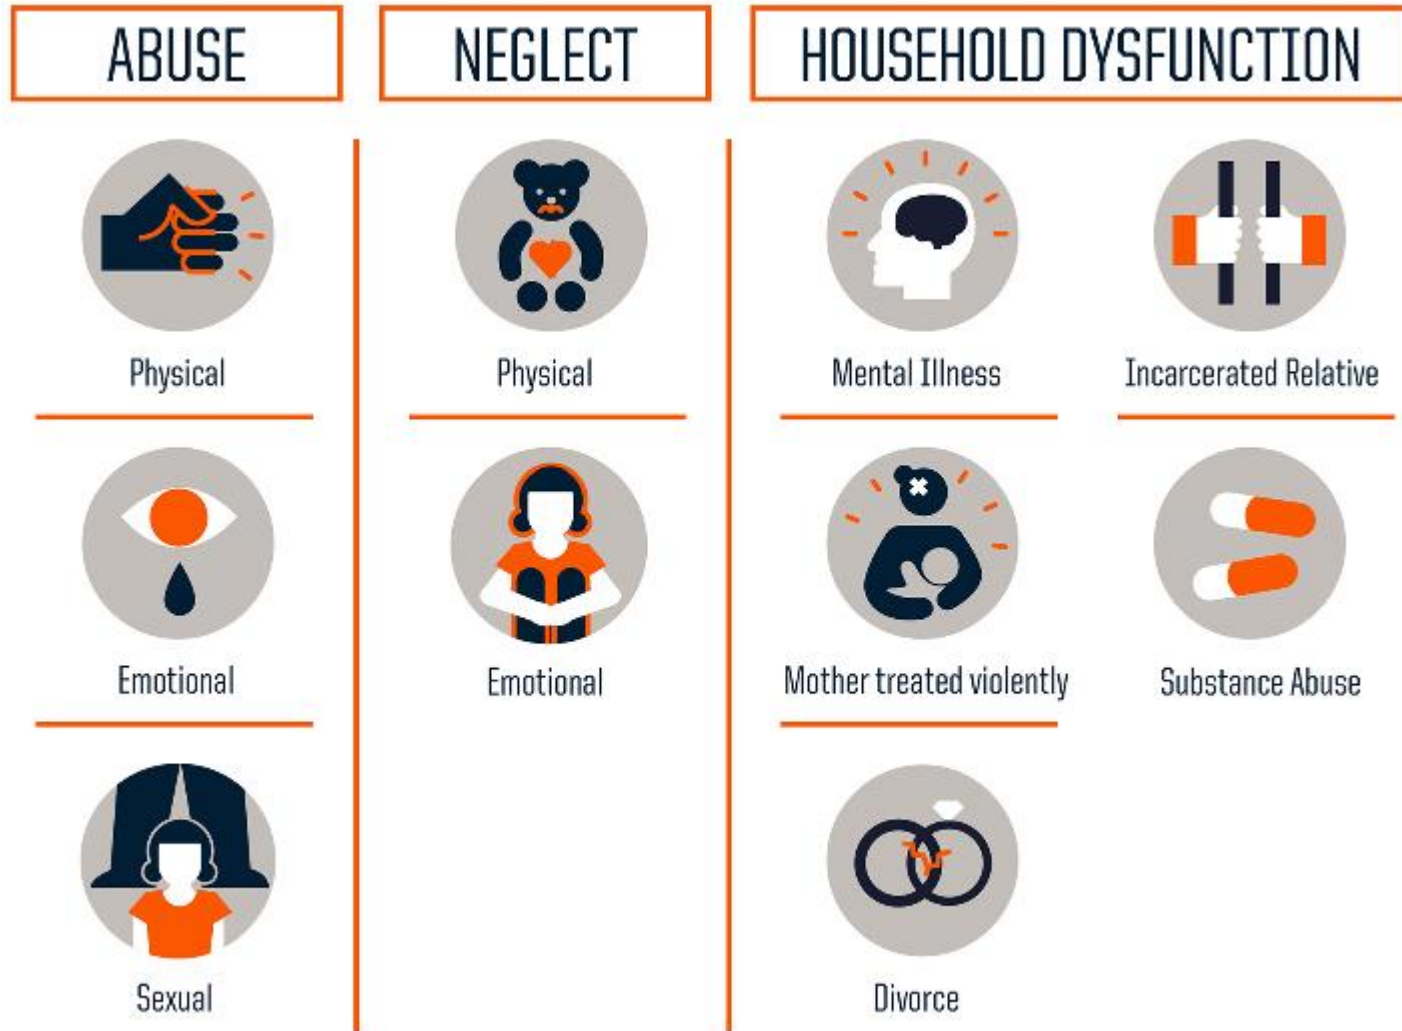 ABUSE
Physical
Emotional
Sexual
NEGLECT
Physical
Emotional
HOUSEHOLD DYSFUNCTION
Mental Illness
Incarcerated Relative
Mother treated violently
Substance Abuse
Divorce